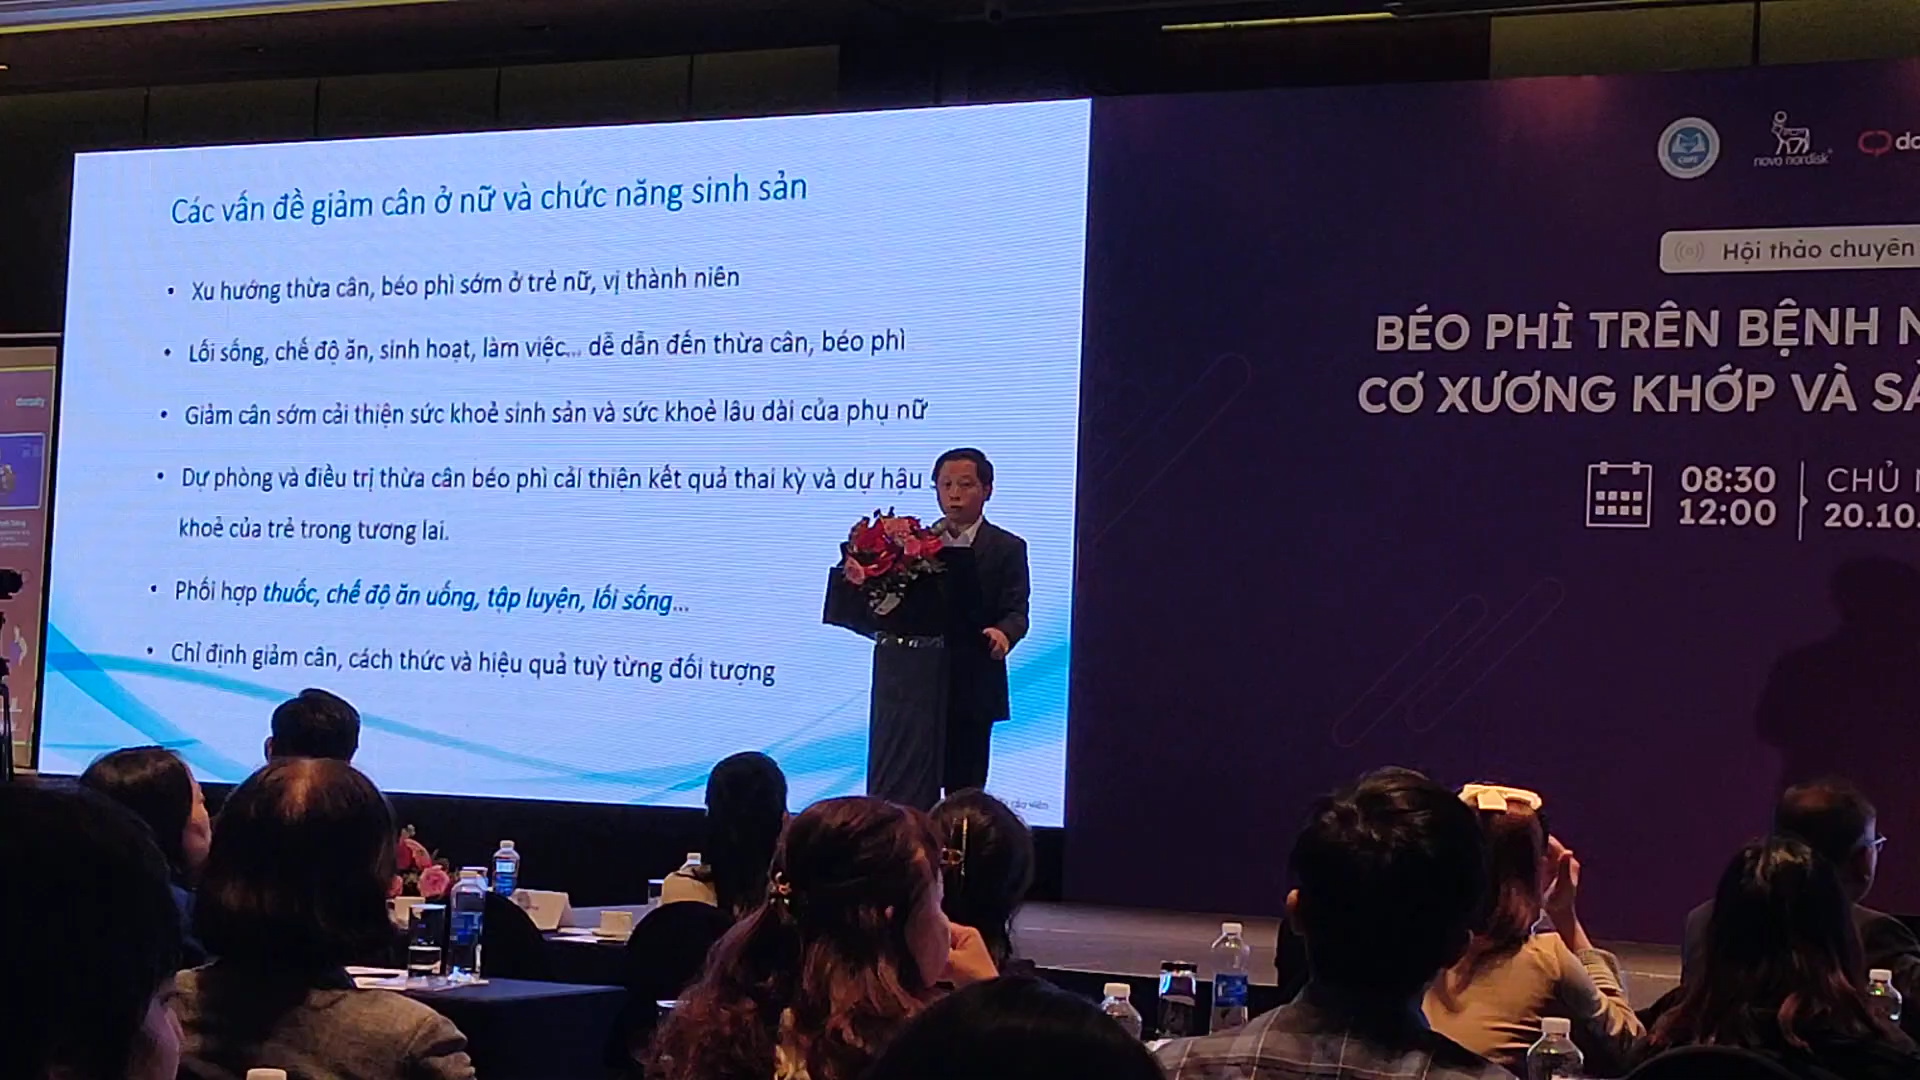 Các vấn đề giảm cân ở nữ và chức năng sinh sản
• Xu hướng thừa cân, béo phì sớm ở trẻ nữ, vị thành niên
• Lối sống, chế độ ăn, sinh hoạt, làm việc... dễ dẫn đến thừa cân, béo phì
• Giảm cân sớm cải thiện sức khoẻ sinh sản và sức khoẻ lâu dài của phụ nữ
• Dự phòng và điều trị thừa cân béo phì cải thiện kết quả thai kỳ và dự hậu
khoẻ của trẻ trong tương lai.
• Phối hợp thuốc, chế độ ăn uống, tập luyện, lối sống...
• Chỉ định giảm cân, cách thức và hiệu quả tuỳ từng đối tượng
novo nordisk
Hội thảo chuyên
BÉO PHÌ TRÊN BỆNH
CƠ XƯƠNG KHỚP VÀ
08:30
12:00
CHỦ
20.10.